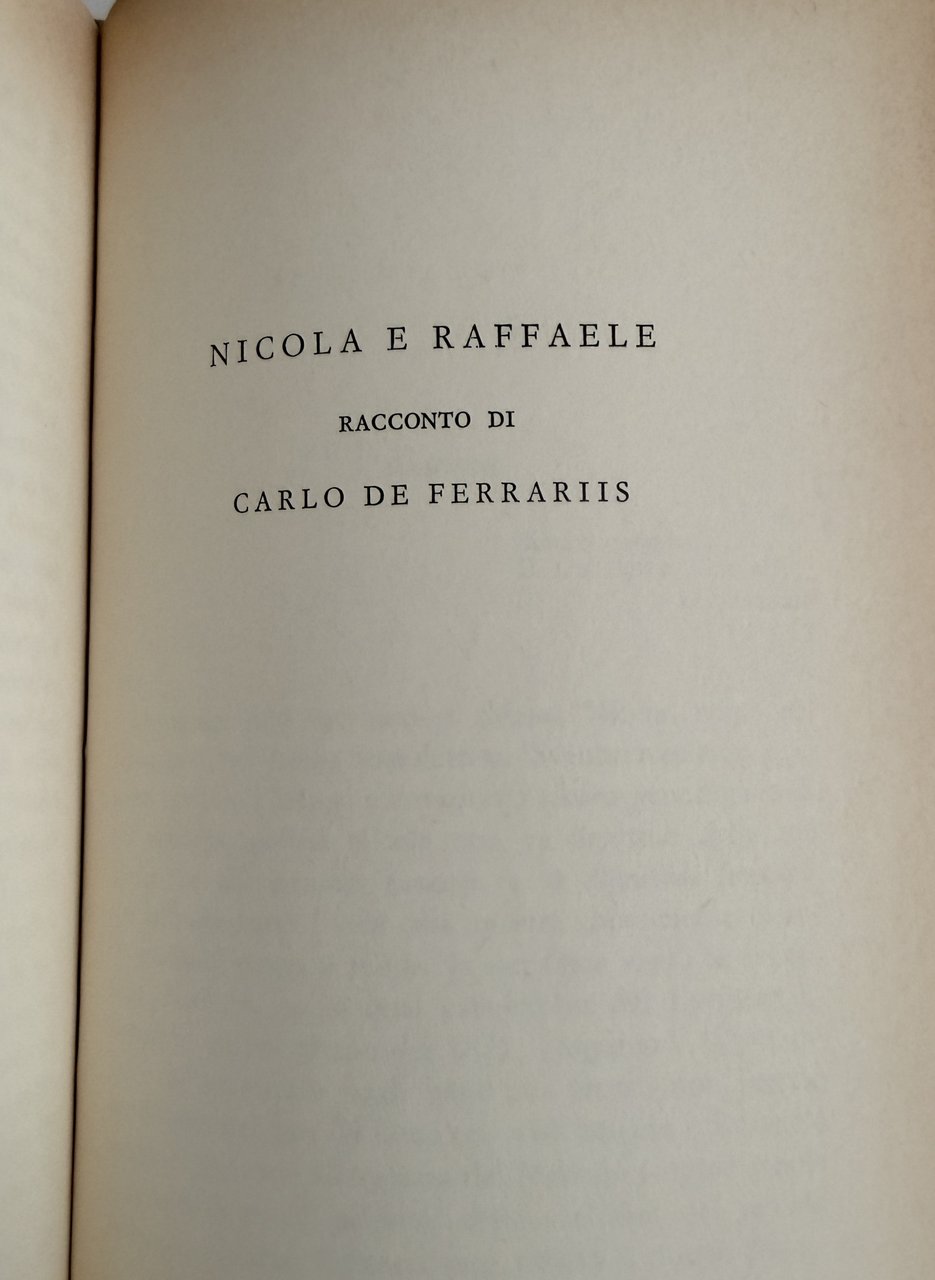 NICOLA E RAFFAELE
RACCONTO DI
CARLO DE FERRARIIS